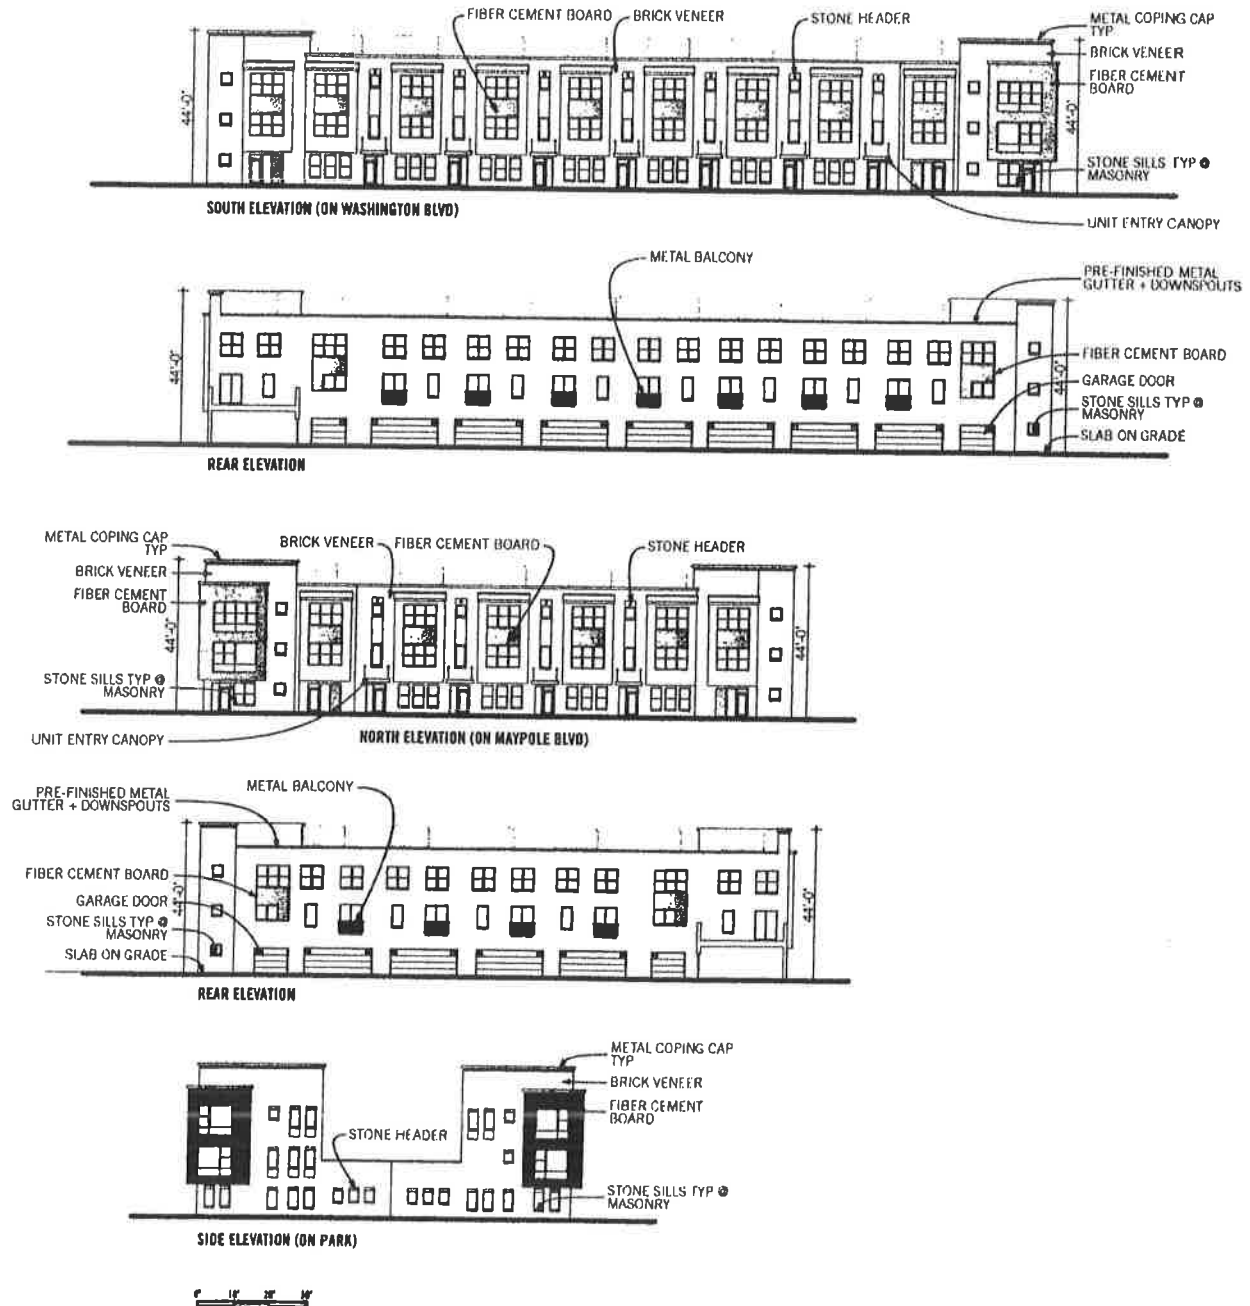 FIBER CEMENT BOARD
BRICK VENEER
STONE HEADER
METAL COPING CAP
TYP
BRICK VENEER
FIBER CEMENT
BOARD
44'-0"
44'-0"
STONE SILLS TYP @
MASONRY
UNIT ENTRY CANOPY
SOUTH ELEVATION (ON WASHINGTON BLVD)
METAL BALCONY
PRE-FINISHED METAL
GUTTER + DOWNSPOUTS
44'-0"
44'-0"
FIBER CEMENT BOARD
GARAGE DOOR
STONE SILLS TYP @
MASONRY
SLAB ON GRADE
REAR ELEVATION
METAL COPING CAP
TYP
BRICK VENEER
FIBER CEMENT BOARD
STONE HEADER
BRICK VENEER
FIBER CEMENT
BOARD
44'-0"
44'-0"
STONE SILLS TYP @
MASONRY
UNIT ENTRY CANOPY
NORTH ELEVATION (ON MAYPOLE BLVD)
PRE-FINISHED METAL
GUTTER + DOWNSPOUTS
METAL BALCONY
FIBER CEMENT BOARD
44'-0"
44'-0"
GARAGE DOOR
STONE SILLS TYP @
MASONRY
SLAB ON GRADE
REAR ELEVATION
METAL COPING CAP
TYP
BRICK VENEER
FIBER CEMENT
BOARD
STONE HEADER
STONE SILLS TYP @
MASONRY
SIDE ELEVATION (ON PARK)
0' 10' 20' 30'